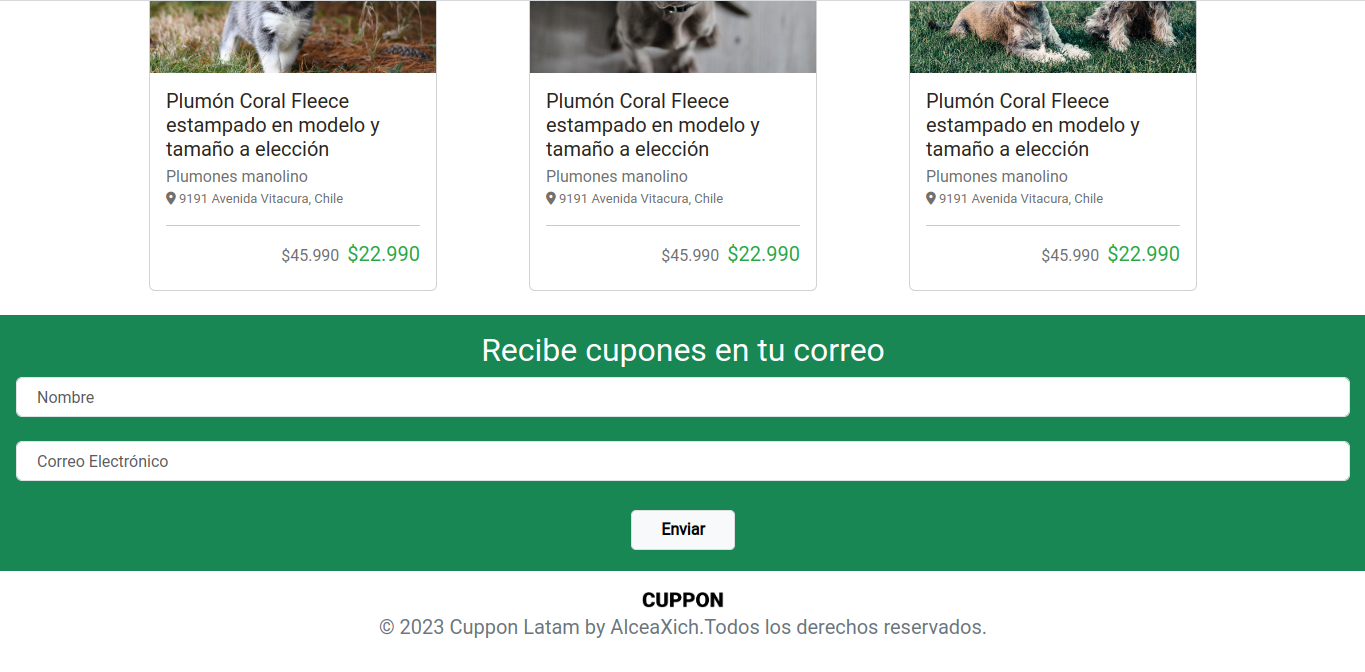 Plumón Coral Fleece
estampado en modelo y
tamaño a elección
Plumones manolino
9191 Avenida Vitacura, Chile
$45.990 $22.990
Plumón Coral Fleece
estampado en modelo y
tamaño a elección
Plumones manolino
9191 Avenida Vitacura, Chile
$45.990 $22.990
Plumón Coral Fleece
estampado en modelo y
tamaño a elección
Plumones manolino
9191 Avenida Vitacura, Chile
$45.990 $22.990
Recibe cupones en tu correo
Nombre
Correo Electrónico
Enviar
CUPPON
© 2023 Cuppon Latam by AlceaXich.Todos los derechos reservados.